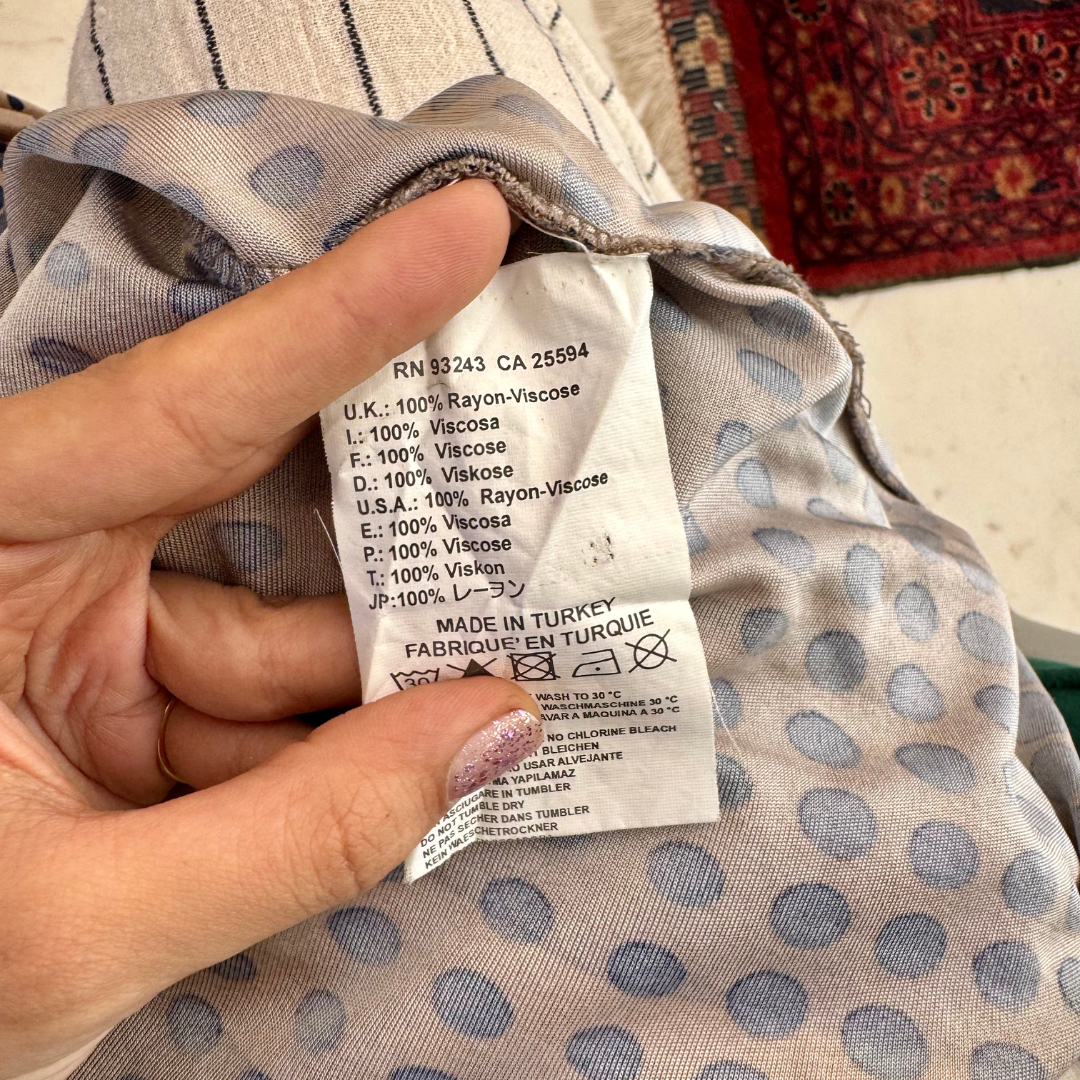 RN 93243 CA 25594
U.K.: 100% Rayon-Viscose
I.: 100% Viscosa
F.: 100% Viscose
D.: 100% Viskose
U.S.A.: 100% Rayon-Viscose
E.: 100% Viscosa
P.: 100% Viscose
T.: 100% Viskon
JP:100% レーヨン
MADE IN TURKEY
FABRIQUE' EN TURQUIE
30
WASH TO 30 °C
WASCHMASCHINE 30 °C
A MAQUINA A 30 °C
NO CHLORINE BLEACH
BLEICHEN
USAR ALVEJANTE
YAPILAMAZ
IN TUMBLER
DO NOT TUMBLE DRY
NE PAS SECHER DANS TUMBLER
KEIN WAESCHETROCKNER